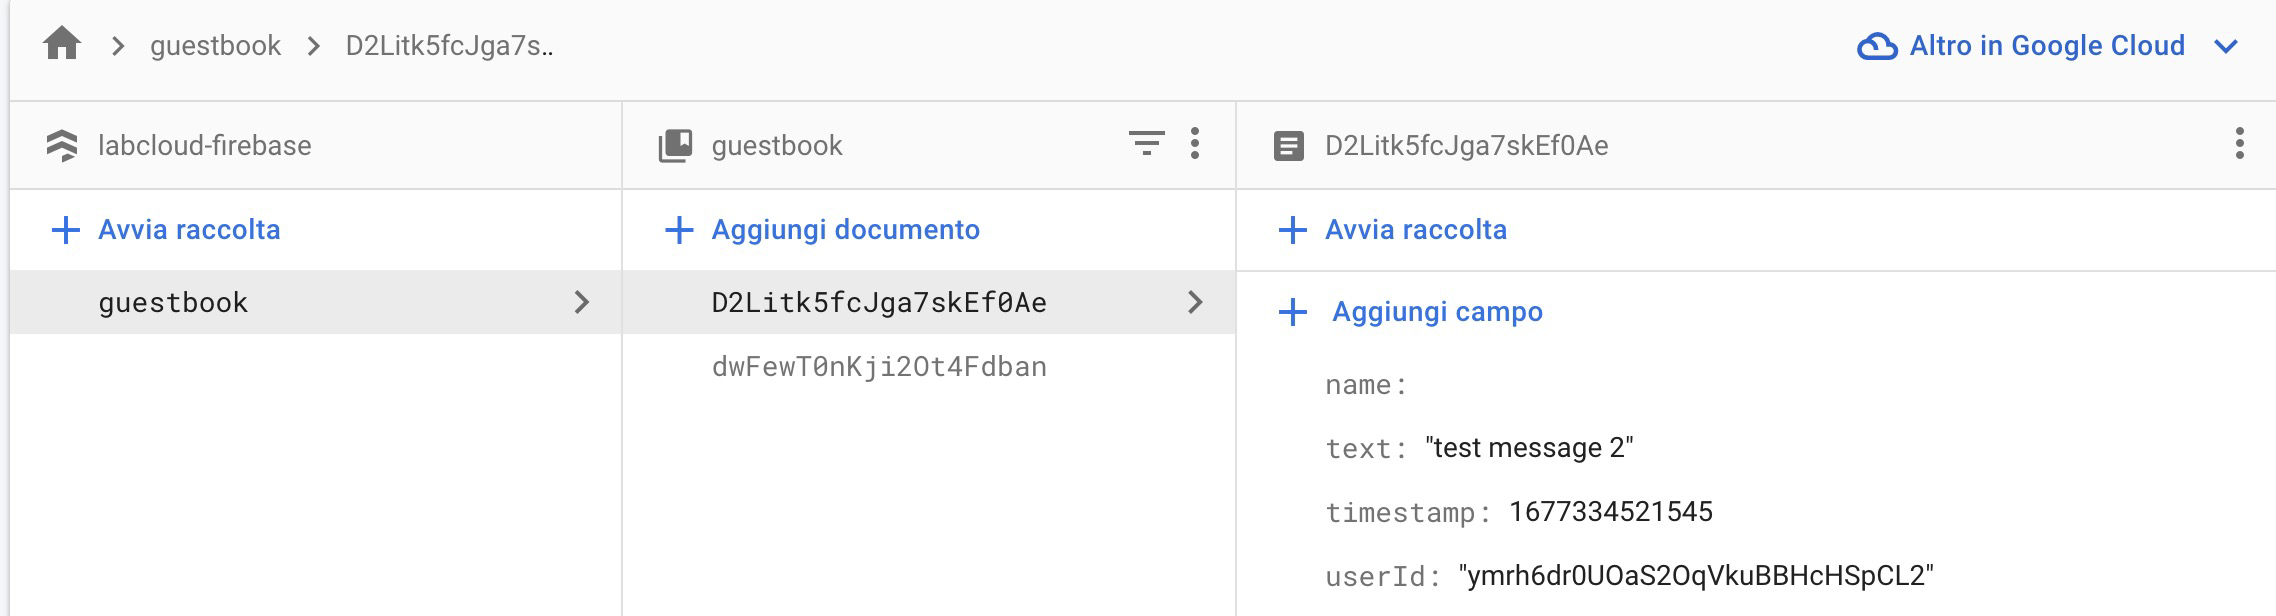 guestbook D2Litk5fcJga7s..
Altro in Google Cloud
labcloud-firebase
guestbook
D2Litk5fcJga7skEf0Ae
Avvia raccolta
Aggiungi documento
Avvia raccolta
guestbook
D2Litk5fcJga7skEf0Ae
dwFewT0nKji2Ot4Fdban
Aggiungi campo
name:
text: "test message 2"
timestamp: 1677334521545
userId: "ymrh6dr0UOaS2OqVkuBBHcHSpCL2"